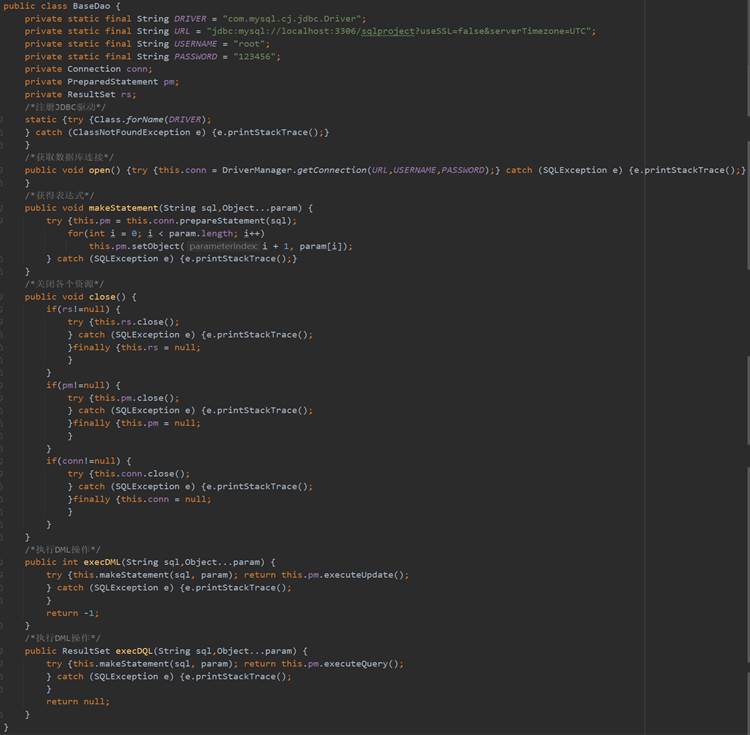 public class BaseDao {
    private static final String DRIVER = "com.mysql.cj.jdbc.Driver";
    private static final String URL = "jdbc:mysql://localhost:3306/sqlproject?useSSL=false&serverTimezone=UTC";
    private static final String USERNAME = "root";
    private static final String PASSWORD = "123456";
    private Connection conn;
    private PreparedStatement pm;
    private ResultSet rs;
    /*注册JDBC驱动*/
    static {try {Class.forName(DRIVER);
    } catch (ClassNotFoundException e) {e.printStackTrace();}
    }
    /*获取数据库连接*/
    public void open() {try {this.conn = DriverManager.getConnection(URL,USERNAME,PASSWORD);} catch (SQLException e) {e.printStackTrace();}
    }
    /*获得表达式*/
    public void makeStatement(String sql,Object...param) {
        try {this.pm = this.conn.prepareStatement(sql);
            for(int i = 0; i < param.length; i++)
                this.pm.setObject( parameterIndex: i + 1, param[i]);
        } catch (SQLException e) {e.printStackTrace();}
    }
    /*关闭各个资源*/
    public void close() {
        if(rs!=null) {
            try {this.rs.close();
            } catch (SQLException e) {e.printStackTrace();
            }finally {this.rs = null;
            }
        }
        if(pm!=null) {
            try {this.pm.close();
            } catch (SQLException e) {e.printStackTrace();
            }finally {this.pm = null;
            }
        }
        if(conn!=null) {
            try {this.conn.close();
            } catch (SQLException e) {e.printStackTrace();
            }finally {this.conn = null;
            }
        }
    }
    /*执行DML操作*/
    public int execDML(String sql,Object...param) {
        try {this.makeStatement(sql, param); return this.pm.executeUpdate();
        } catch (SQLException e) {e.printStackTrace();
        }
        return -1;
    }
    /*执行DML操作*/
    public ResultSet execDQL(String sql,Object...param) {
        try {this.makeStatement(sql, param); return this.pm.executeQuery();
        } catch (SQLException e) {e.printStackTrace();
        }
        return null;
    }
}